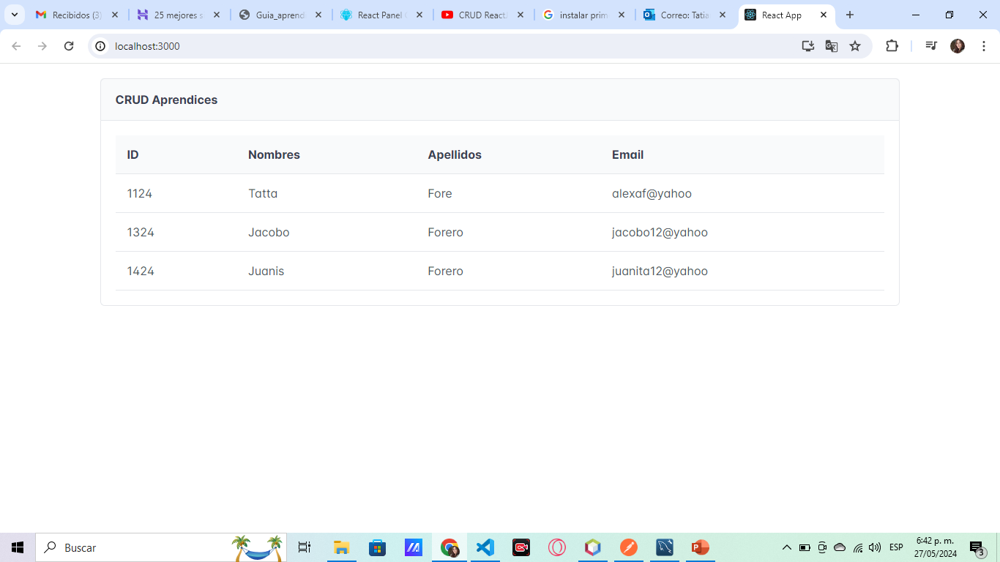 Recibidos (3)
25 mejores s
Guia_aprend
React Panel
CRUD React
instalar prim
Correo: Tatia
React App
localhost:3000
CRUD Aprendices
ID Nombres Apellidos Email
1124 Tatta Fore alexaf@yahoo
1324 Jacobo Forero jacobo12@yahoo
1424 Juanis Forero juanita12@yahoo
Buscar
ESP
6:42 p. m.
27/05/2024
3